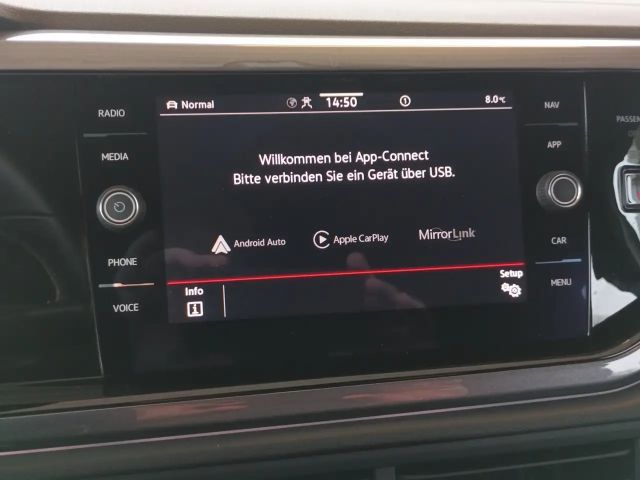 RADIO
MEDIA
PHONE
VOICE
Normal
14:50
8.0°C
Willkommen bei App-Connect
Bitte verbinden Sie ein Gerät über USB.
Android Auto
Apple CarPlay
MirrorLink
Info
Setup
NAV
APP
CAR
MENU